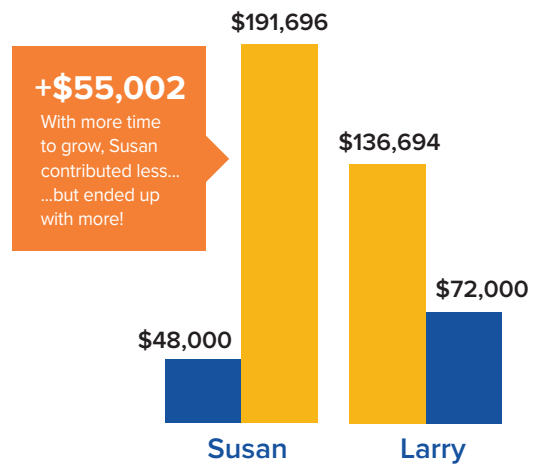 $191,696
+$55,002
With more time
to grow, Susan
contributed less...
...but ended up
with more!
$136,694
$72,000
$48,000
Susan
Larry